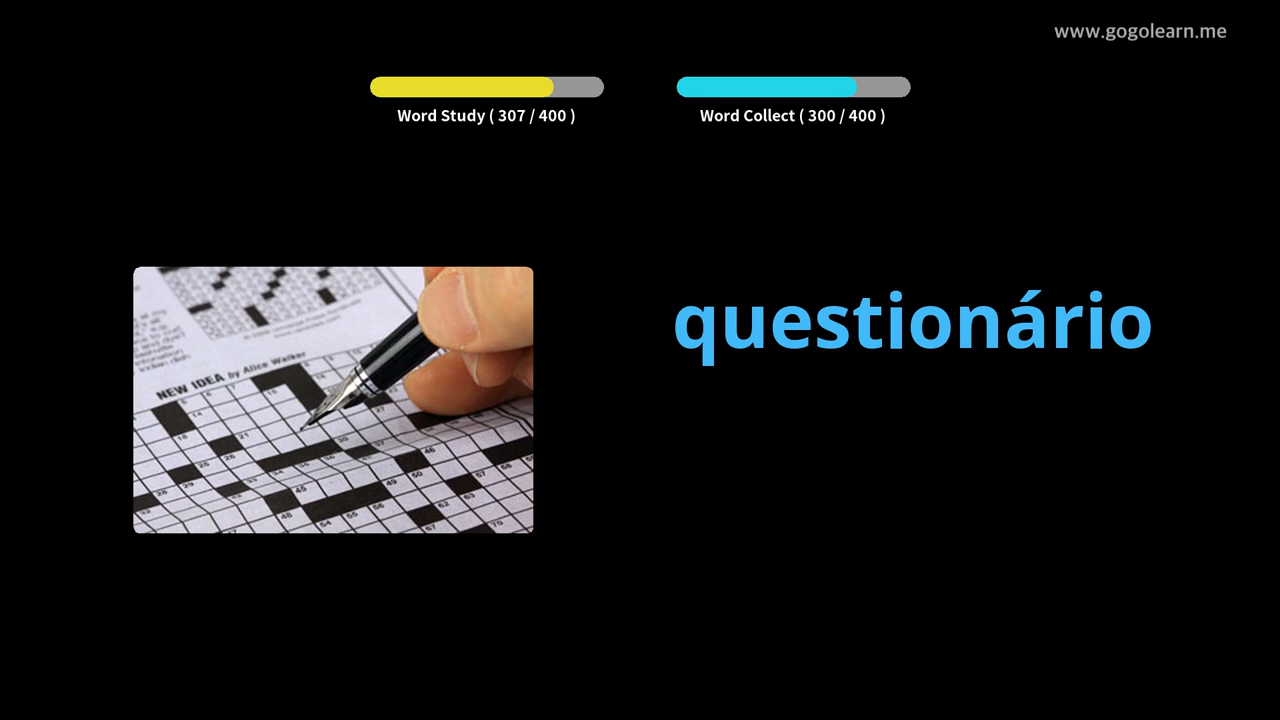 www.gogolearn.me
Word Study ( 307 / 400 )
Word Collect ( 300 / 400 )
questionário
NEW IDEA by Alice Walker